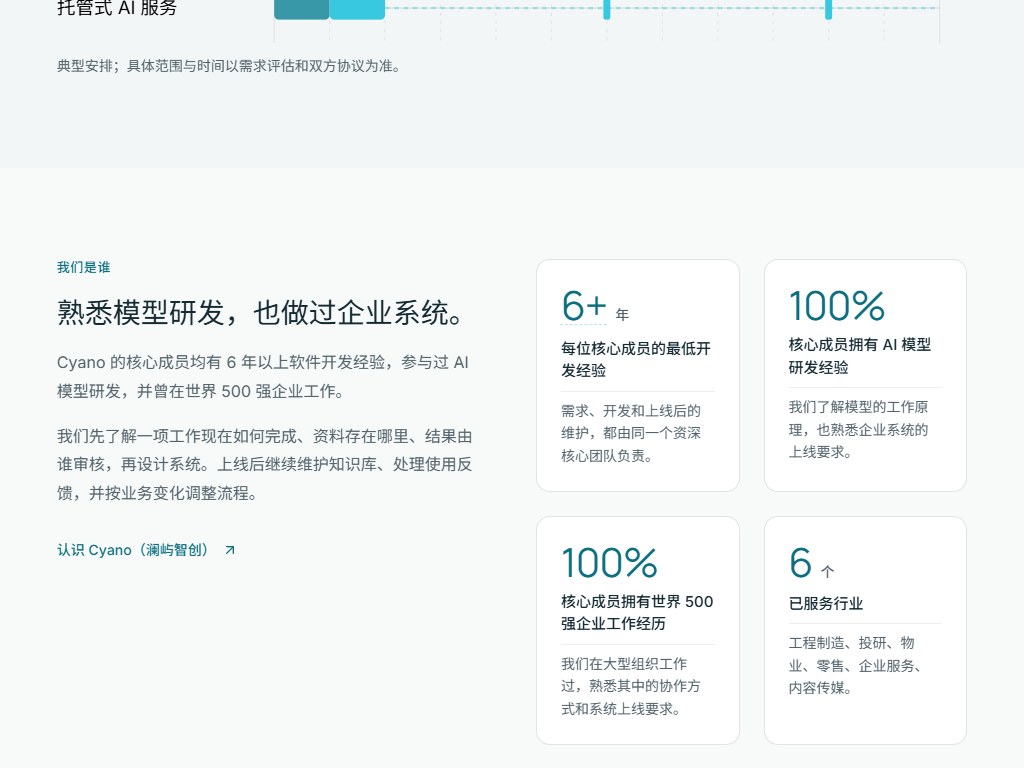 托管式 AI 服务
典型安排；具体范围与时间以需求评估和双方协议为准。
我们是谁
熟悉模型研发，也做过企业系统。
Cyano 的核心成员均有 6 年以上软件开发经验，参与过 AI
模型研发，并曾在世界 500 强企业工作。
我们先了解一项工作现在如何完成、资料存在哪里、结果由
谁审核，再设计系统。上线后继续维护知识库、处理使用反
馈，并按业务变化调整流程。
认识 Cyano（澜屿智创）
6+ 年
每位核心成员的最低开
发经验
需求、开发和上线后的
维护，都由同一个资深
核心团队负责。
100%
核心成员拥有 AI 模型
研发经验
我们了解模型的工作原
理，也熟悉企业系统的
上线要求。
100%
核心成员拥有世界 500
强企业工作经历
我们在大型组织工作
过，熟悉其中的协作方
式和系统上线要求。
6 个
已服务行业
工程制造、投研、物
业、零售、企业服务、
内容传媒。